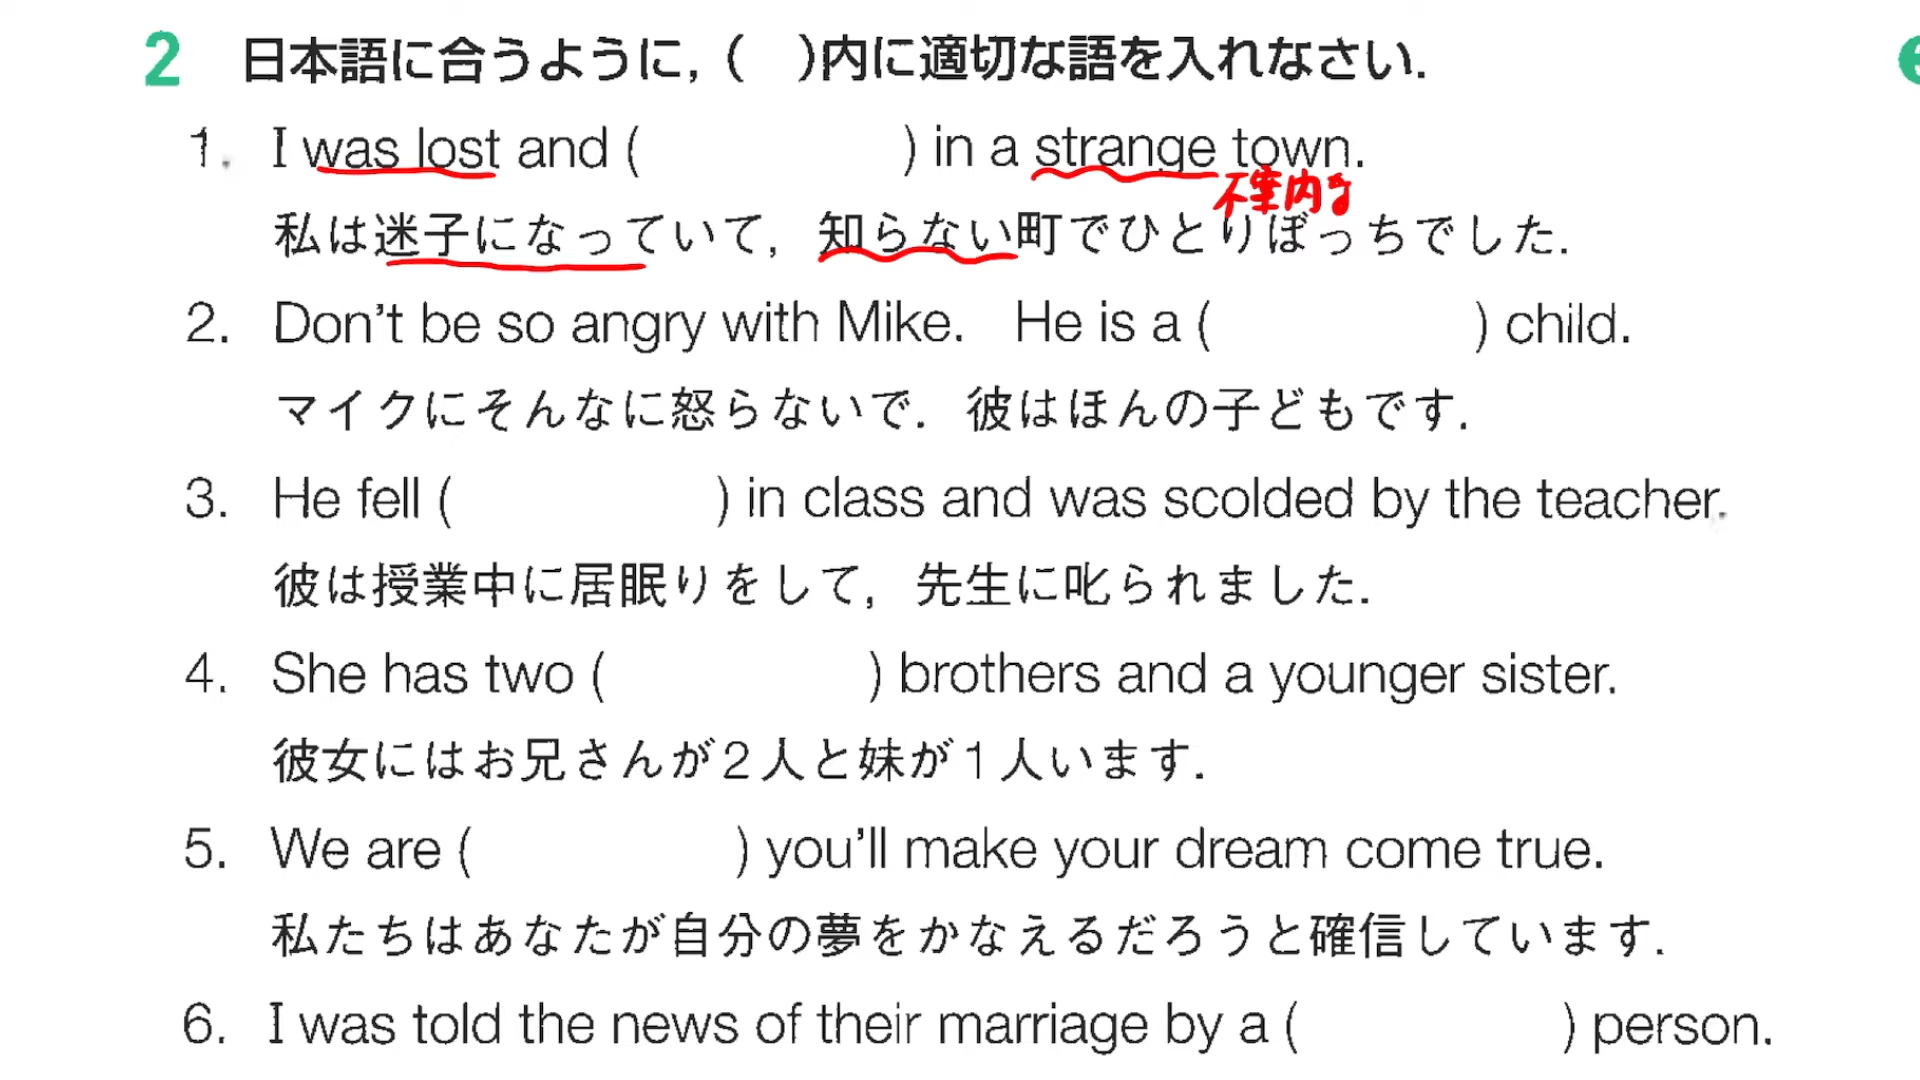 2 日本語に合うように,(　)内に適切な語を入れなさい.
1. I was lost and (　　　) in a strange town.
不案内な
私は迷子になっていて,知らない町でひとりぼっちでした.
2. Don't be so angry with Mike. He is a (　　　) child.
マイクにそんなに怒らないで.彼はほんの子どもです.
3. He fell (　　　) in class and was scolded by the teacher.
彼は授業中に居眠りをして,先生に叱られました.
4. She has two (　　　) brothers and a younger sister.
彼女にはお兄さんが2人と妹が1人います.
5. We are (　　　) you'll make your dream come true.
私たちはあなたが自分の夢をかなえるだろうと確信しています.
6. I was told the news of their marriage by a (　　　) person.